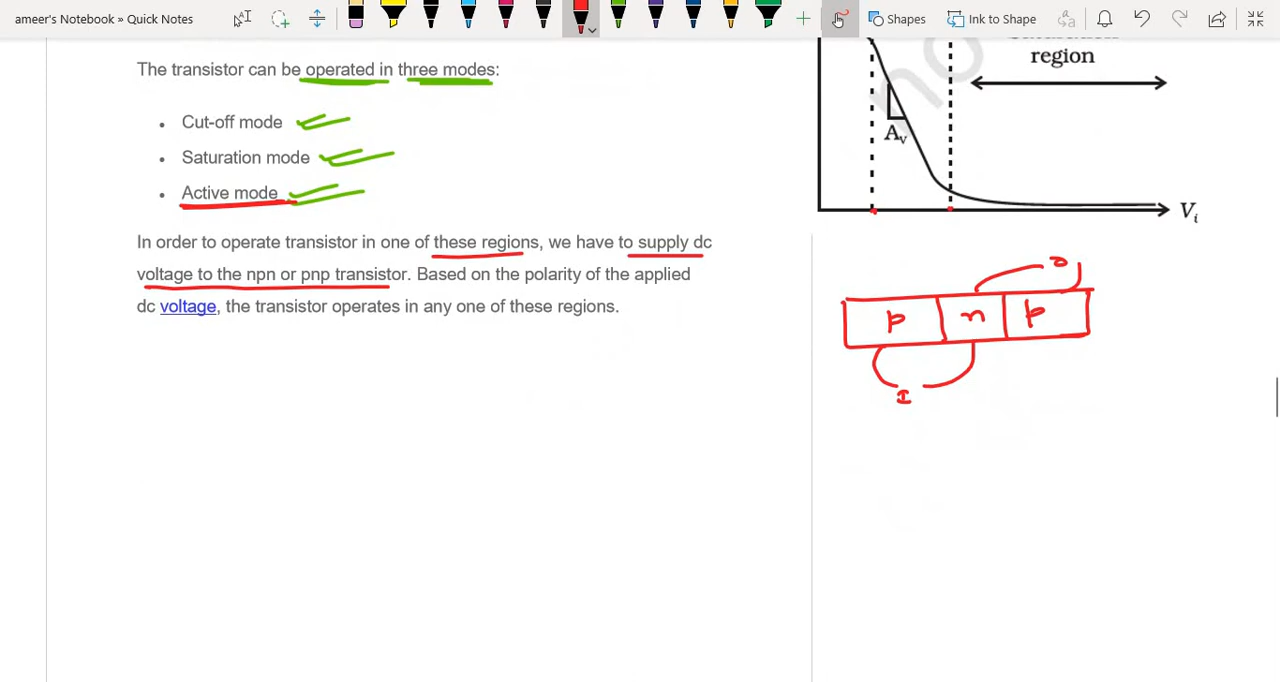 ameer's Notebook » Quick Notes
Shapes
Ink to Shape
The transistor can be operated in three modes:
• Cut-off mode
• Saturation mode
• Active mode
In order to operate transistor in one of these regions, we have to supply dc
voltage to the npn or pnp transistor. Based on the polarity of the applied
dc voltage, the transistor operates in any one of these regions.
region
no
Av
Vi
O
p n p
I